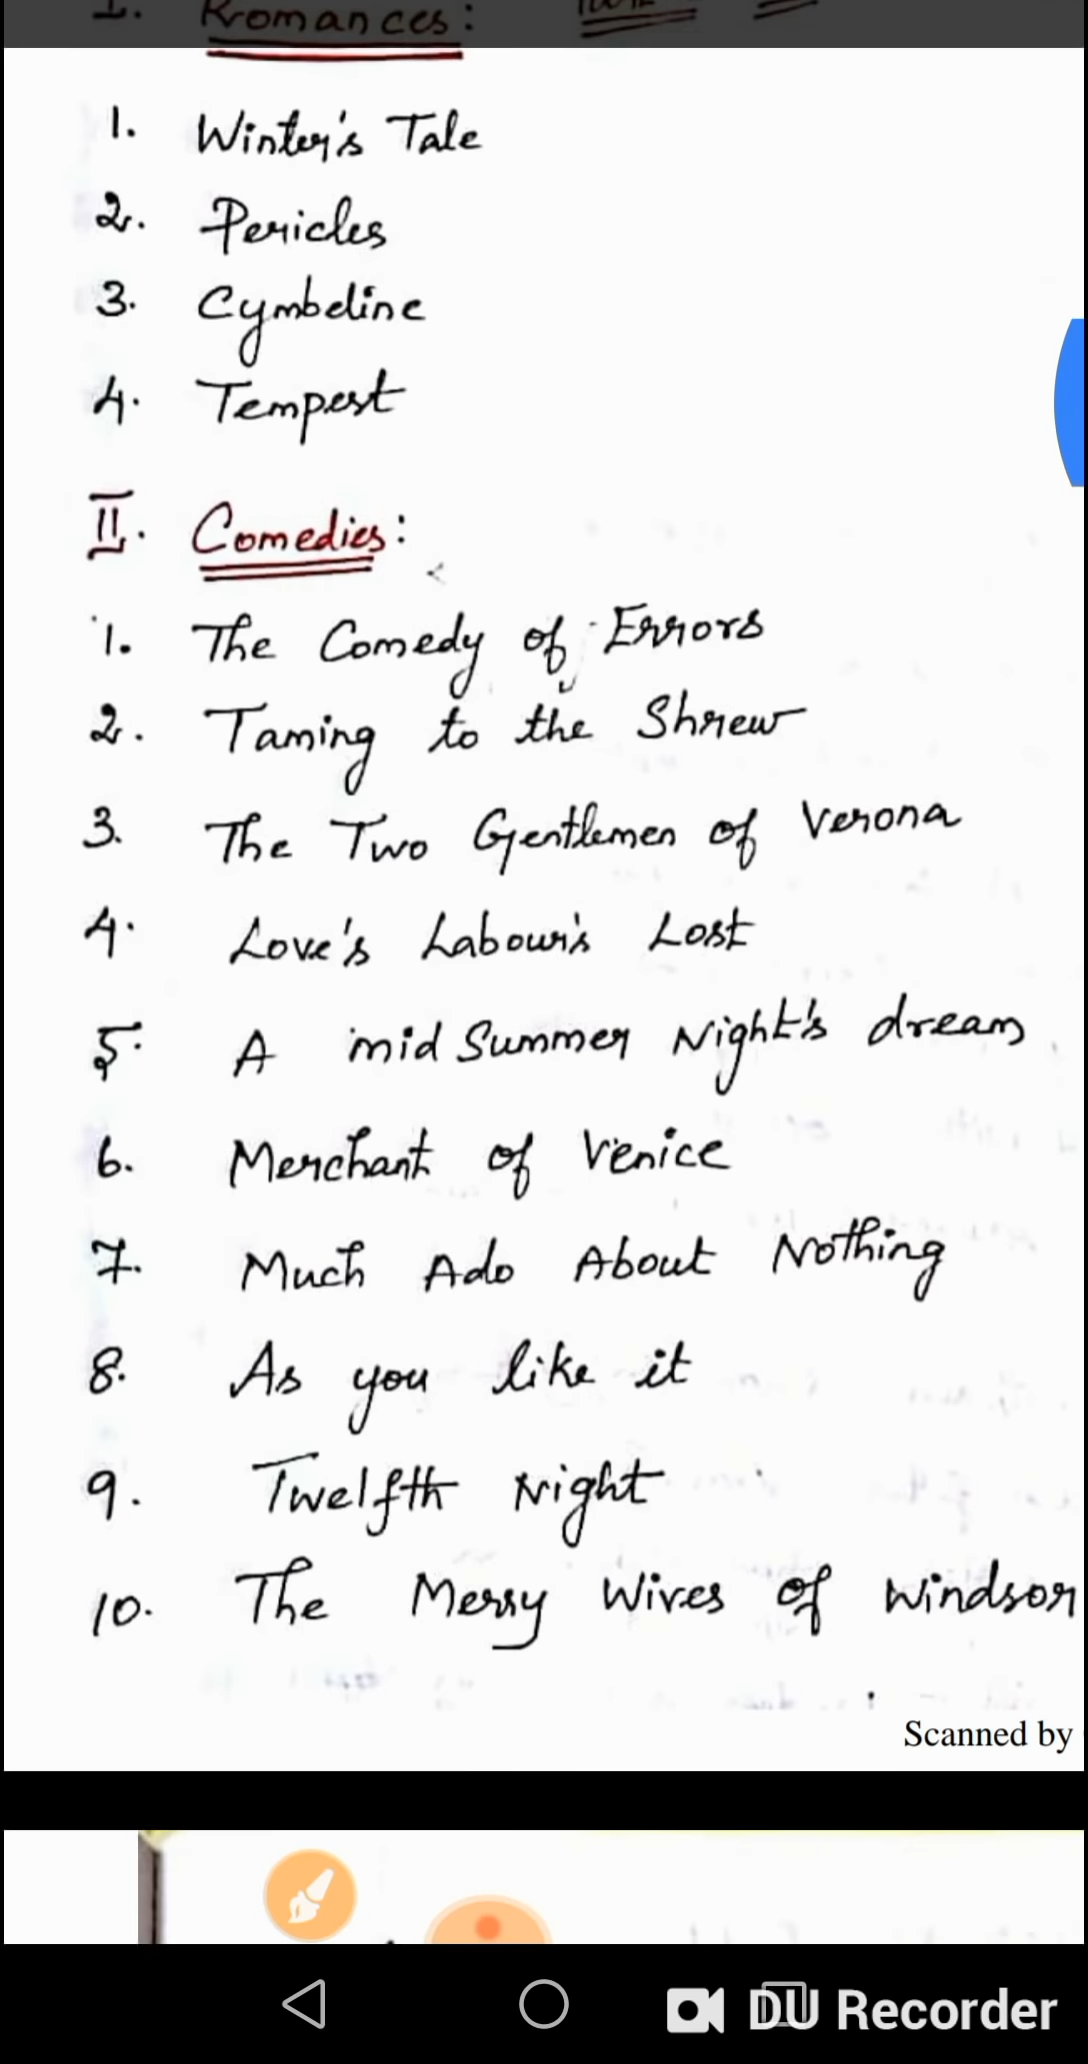 I. Romances:
1. Winter's Tale
2. Pericles
3. Cymbeline
4. Tempest
II. Comedies:
1. The Comedy of Errors
2. Taming to the Shrew
3. The Two Gentlemen of Verona
4. Love's Labour's Lost
5. A mid Summer Night's dream
6. Merchant of Venice
7. Much Ado About Nothing
8. As you like it
9. Twelfth Night
10. The Merry Wives of Windsor
Scanned by
DU Recorder